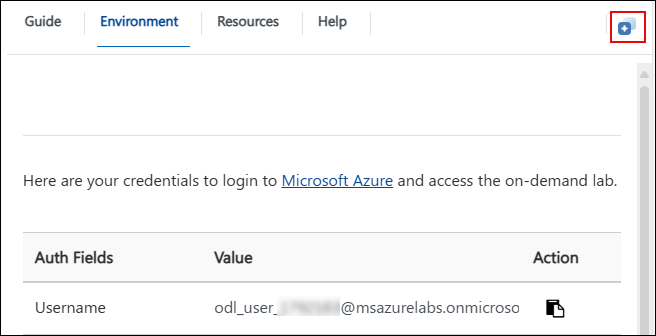 Guide Environment Resources Help
Here are your credentials to login to Microsoft Azure and access the on-demand lab.
Auth Fields Value Action
Username odl_user_ @msazurelabs.onmicroso